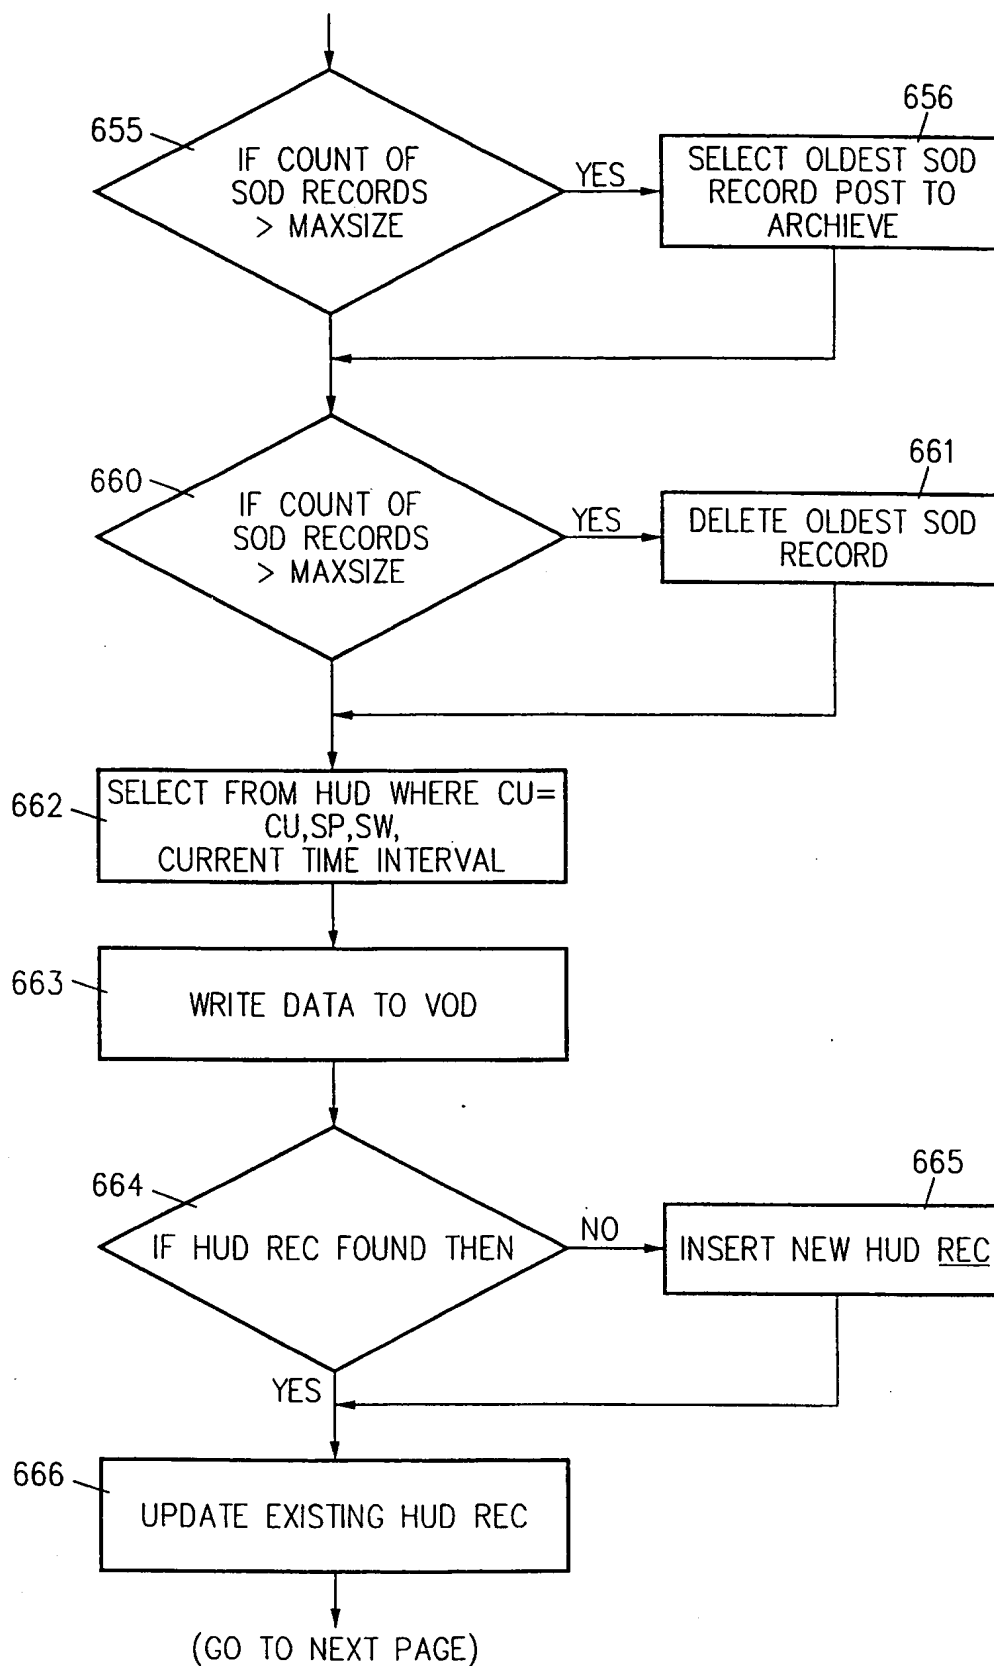 655
IF COUNT OF
SOD RECORDS
> MAXSIZE
YES
656
SELECT OLDEST SOD
RECORD POST TO
ARCHIEVE
660
IF COUNT OF
SOD RECORDS
> MAXSIZE
YES
661
DELETE OLDEST SOD
RECORD
662
SELECT FROM HUD WHERE CU=
CU,SP,SW,
CURRENT TIME INTERVAL
663
WRITE DATA TO VOD
664
IF HUD REC FOUND THEN
NO
665
INSERT NEW HUD REC
YES
666
UPDATE EXISTING HUD REC
(GO TO NEXT PAGE)